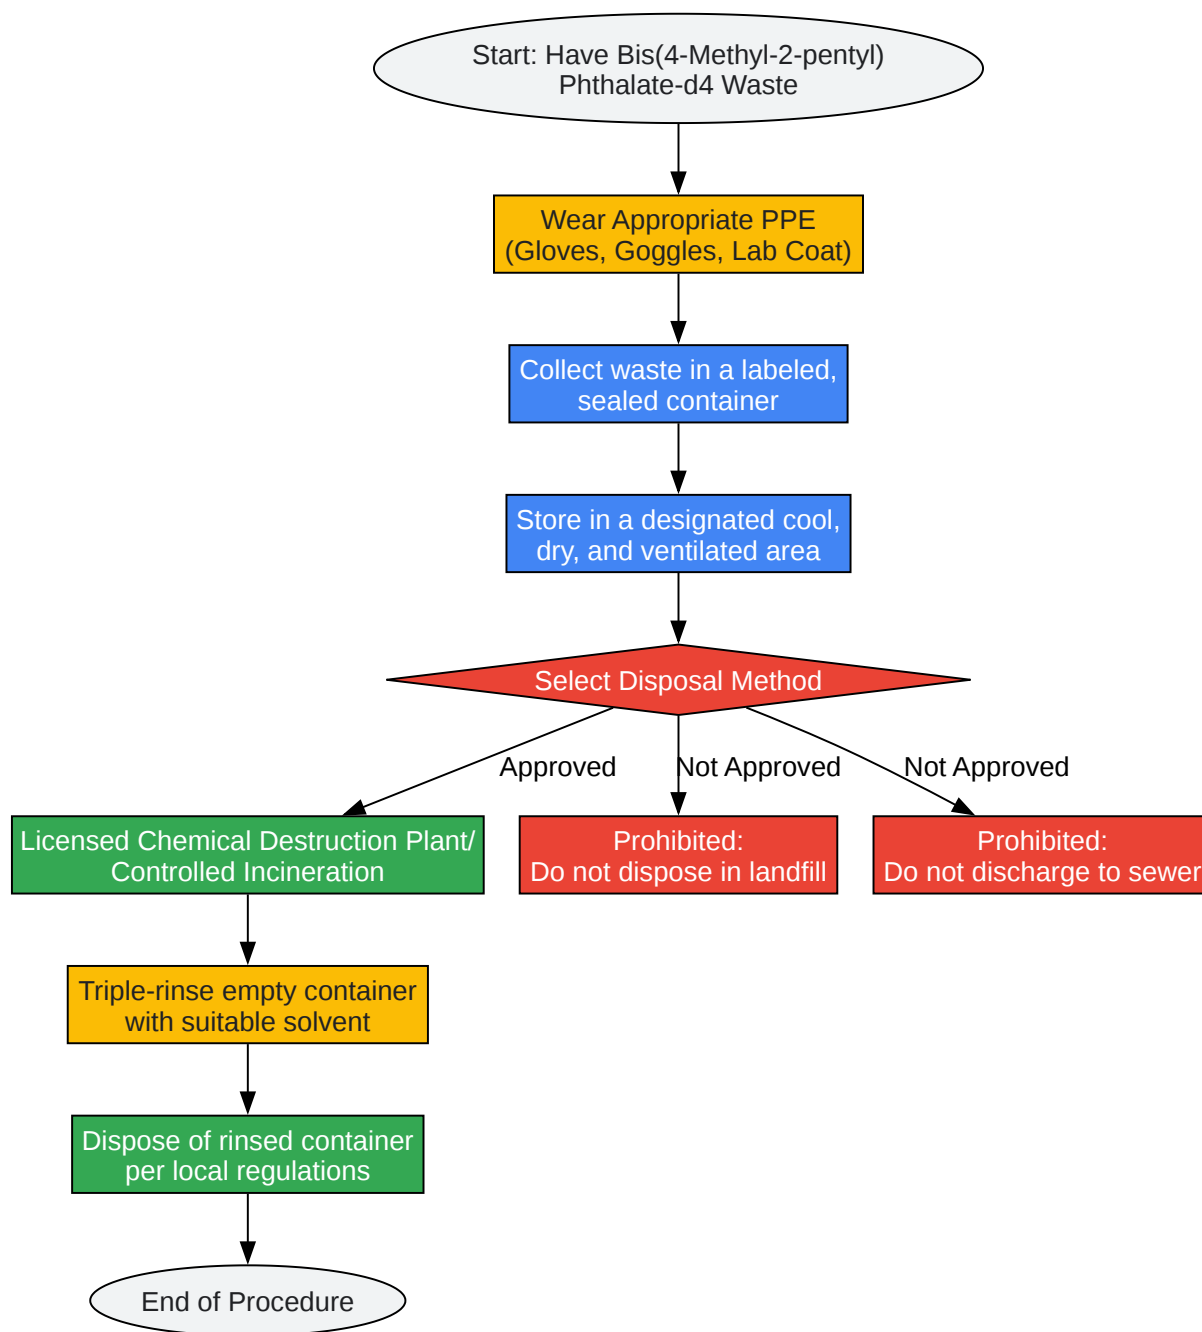 Start: Have Bis(4-Methyl-2-pentyl)
Phthalate-d4 Waste
Wear Appropriate PPE
(Gloves, Goggles, Lab Coat)
Collect waste in a labeled,
sealed container
Store in a designated cool,
dry, and ventilated area
Select Disposal Method
Approved
Not Approved
Not Approved
Licensed Chemical Destruction Plant/
Controlled Incineration
Prohibited:
Do not dispose in landfill
Prohibited:
Do not discharge to sewer
Triple-rinse empty container
with suitable solvent
Dispose of rinsed container
per local regulations
End of Procedure